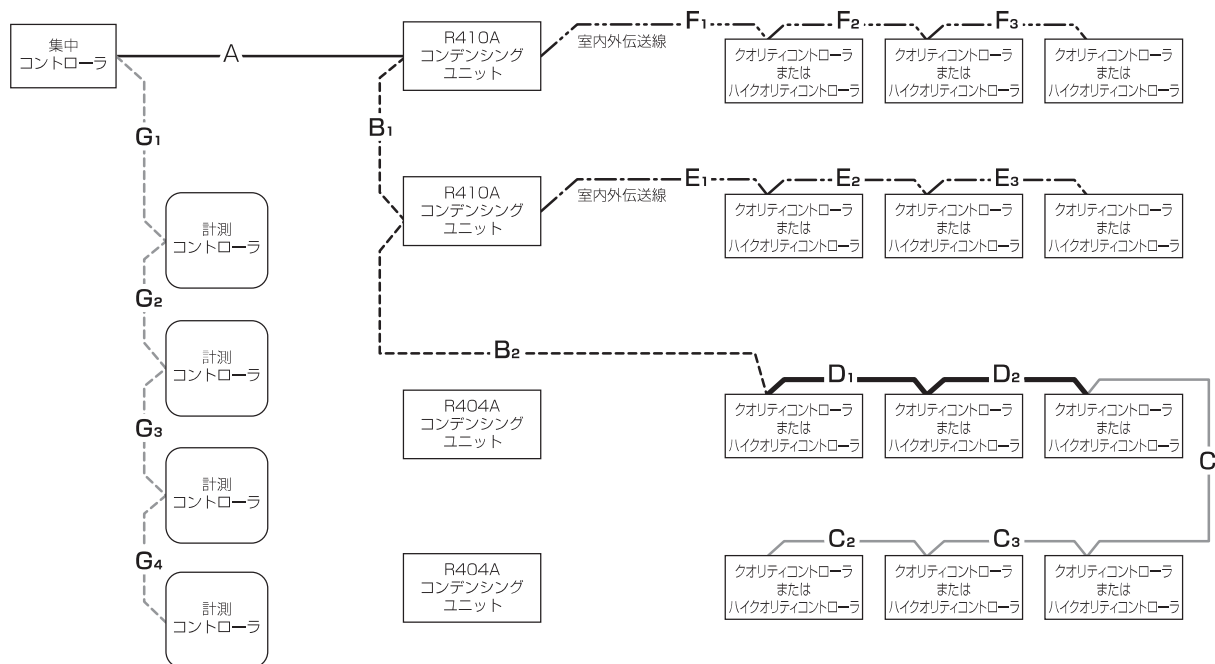 集中
コントローラ
A
R410A
コンデンシング
ユニット
室内外伝送線
F1
F2
F3
クオリティコントローラ
または
ハイクオリティコントローラ
クオリティコントローラ
または
ハイクオリティコントローラ
クオリティコントローラ
または
ハイクオリティコントローラ
G1
B1
計測
コントローラ
R410A
コンデンシング
ユニット
室内外伝送線
E1
E2
E3
クオリティコントローラ
または
ハイクオリティコントローラ
クオリティコントローラ
または
ハイクオリティコントローラ
クオリティコントローラ
または
ハイクオリティコントローラ
G2
B2
計測
コントローラ
R404A
コンデンシング
ユニット
D1
D2
クオリティコントローラ
または
ハイクオリティコントローラ
クオリティコントローラ
または
ハイクオリティコントローラ
クオリティコントローラ
または
ハイクオリティコントローラ
G3
C
計測
コントローラ
G4
R404A
コンデンシング
ユニット
C2
C3
クオリティコントローラ
または
ハイクオリティコントローラ
クオリティコントローラ
または
ハイクオリティコントローラ
クオリティコントローラ
または
ハイクオリティコントローラ
計測
コントローラ